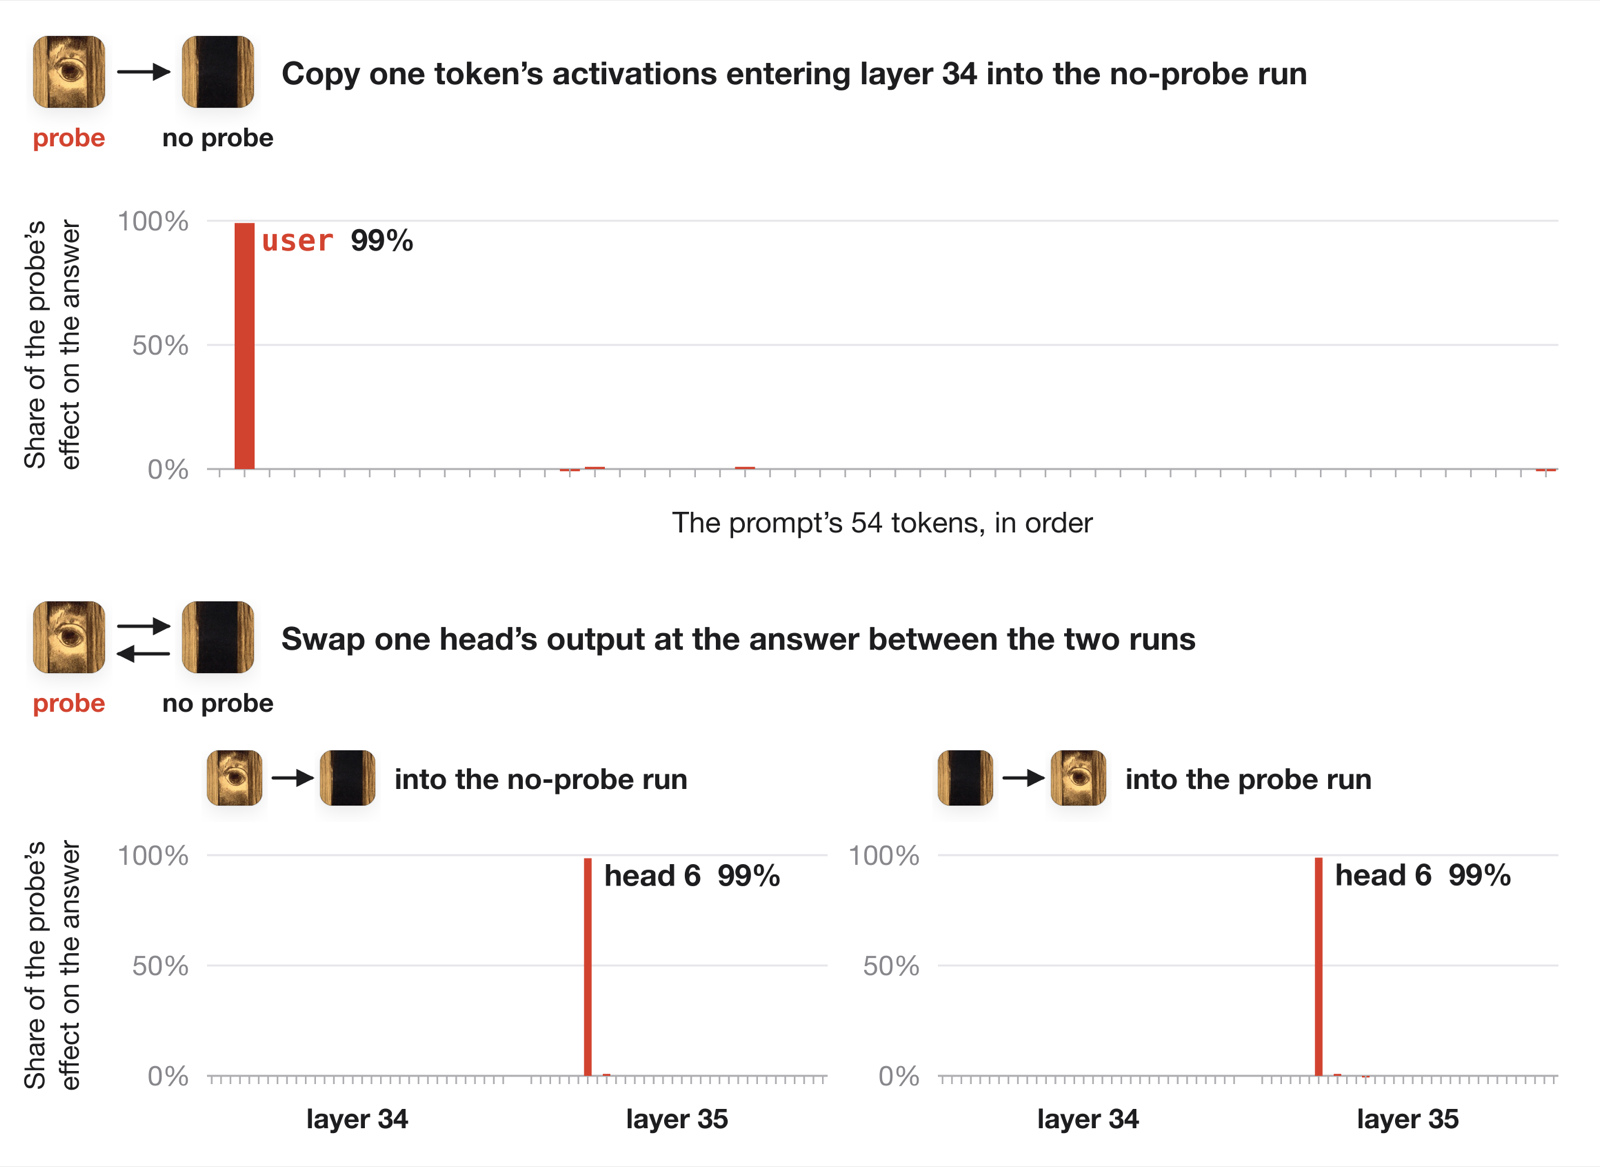 Copy one token’s activations entering layer 34 into the no-probe run
probe
no probe
Share of the probe’s
effect on the answer
100%
50%
0%
user 99%
The prompt’s 54 tokens, in order
Swap one head’s output at the answer between the two runs
probe
no probe
into the no-probe run
into the probe run
Share of the probe’s
effect on the answer
100%
50%
0%
head 6 99%
layer 34
layer 35
100%
50%
0%
head 6 99%
layer 34
layer 35